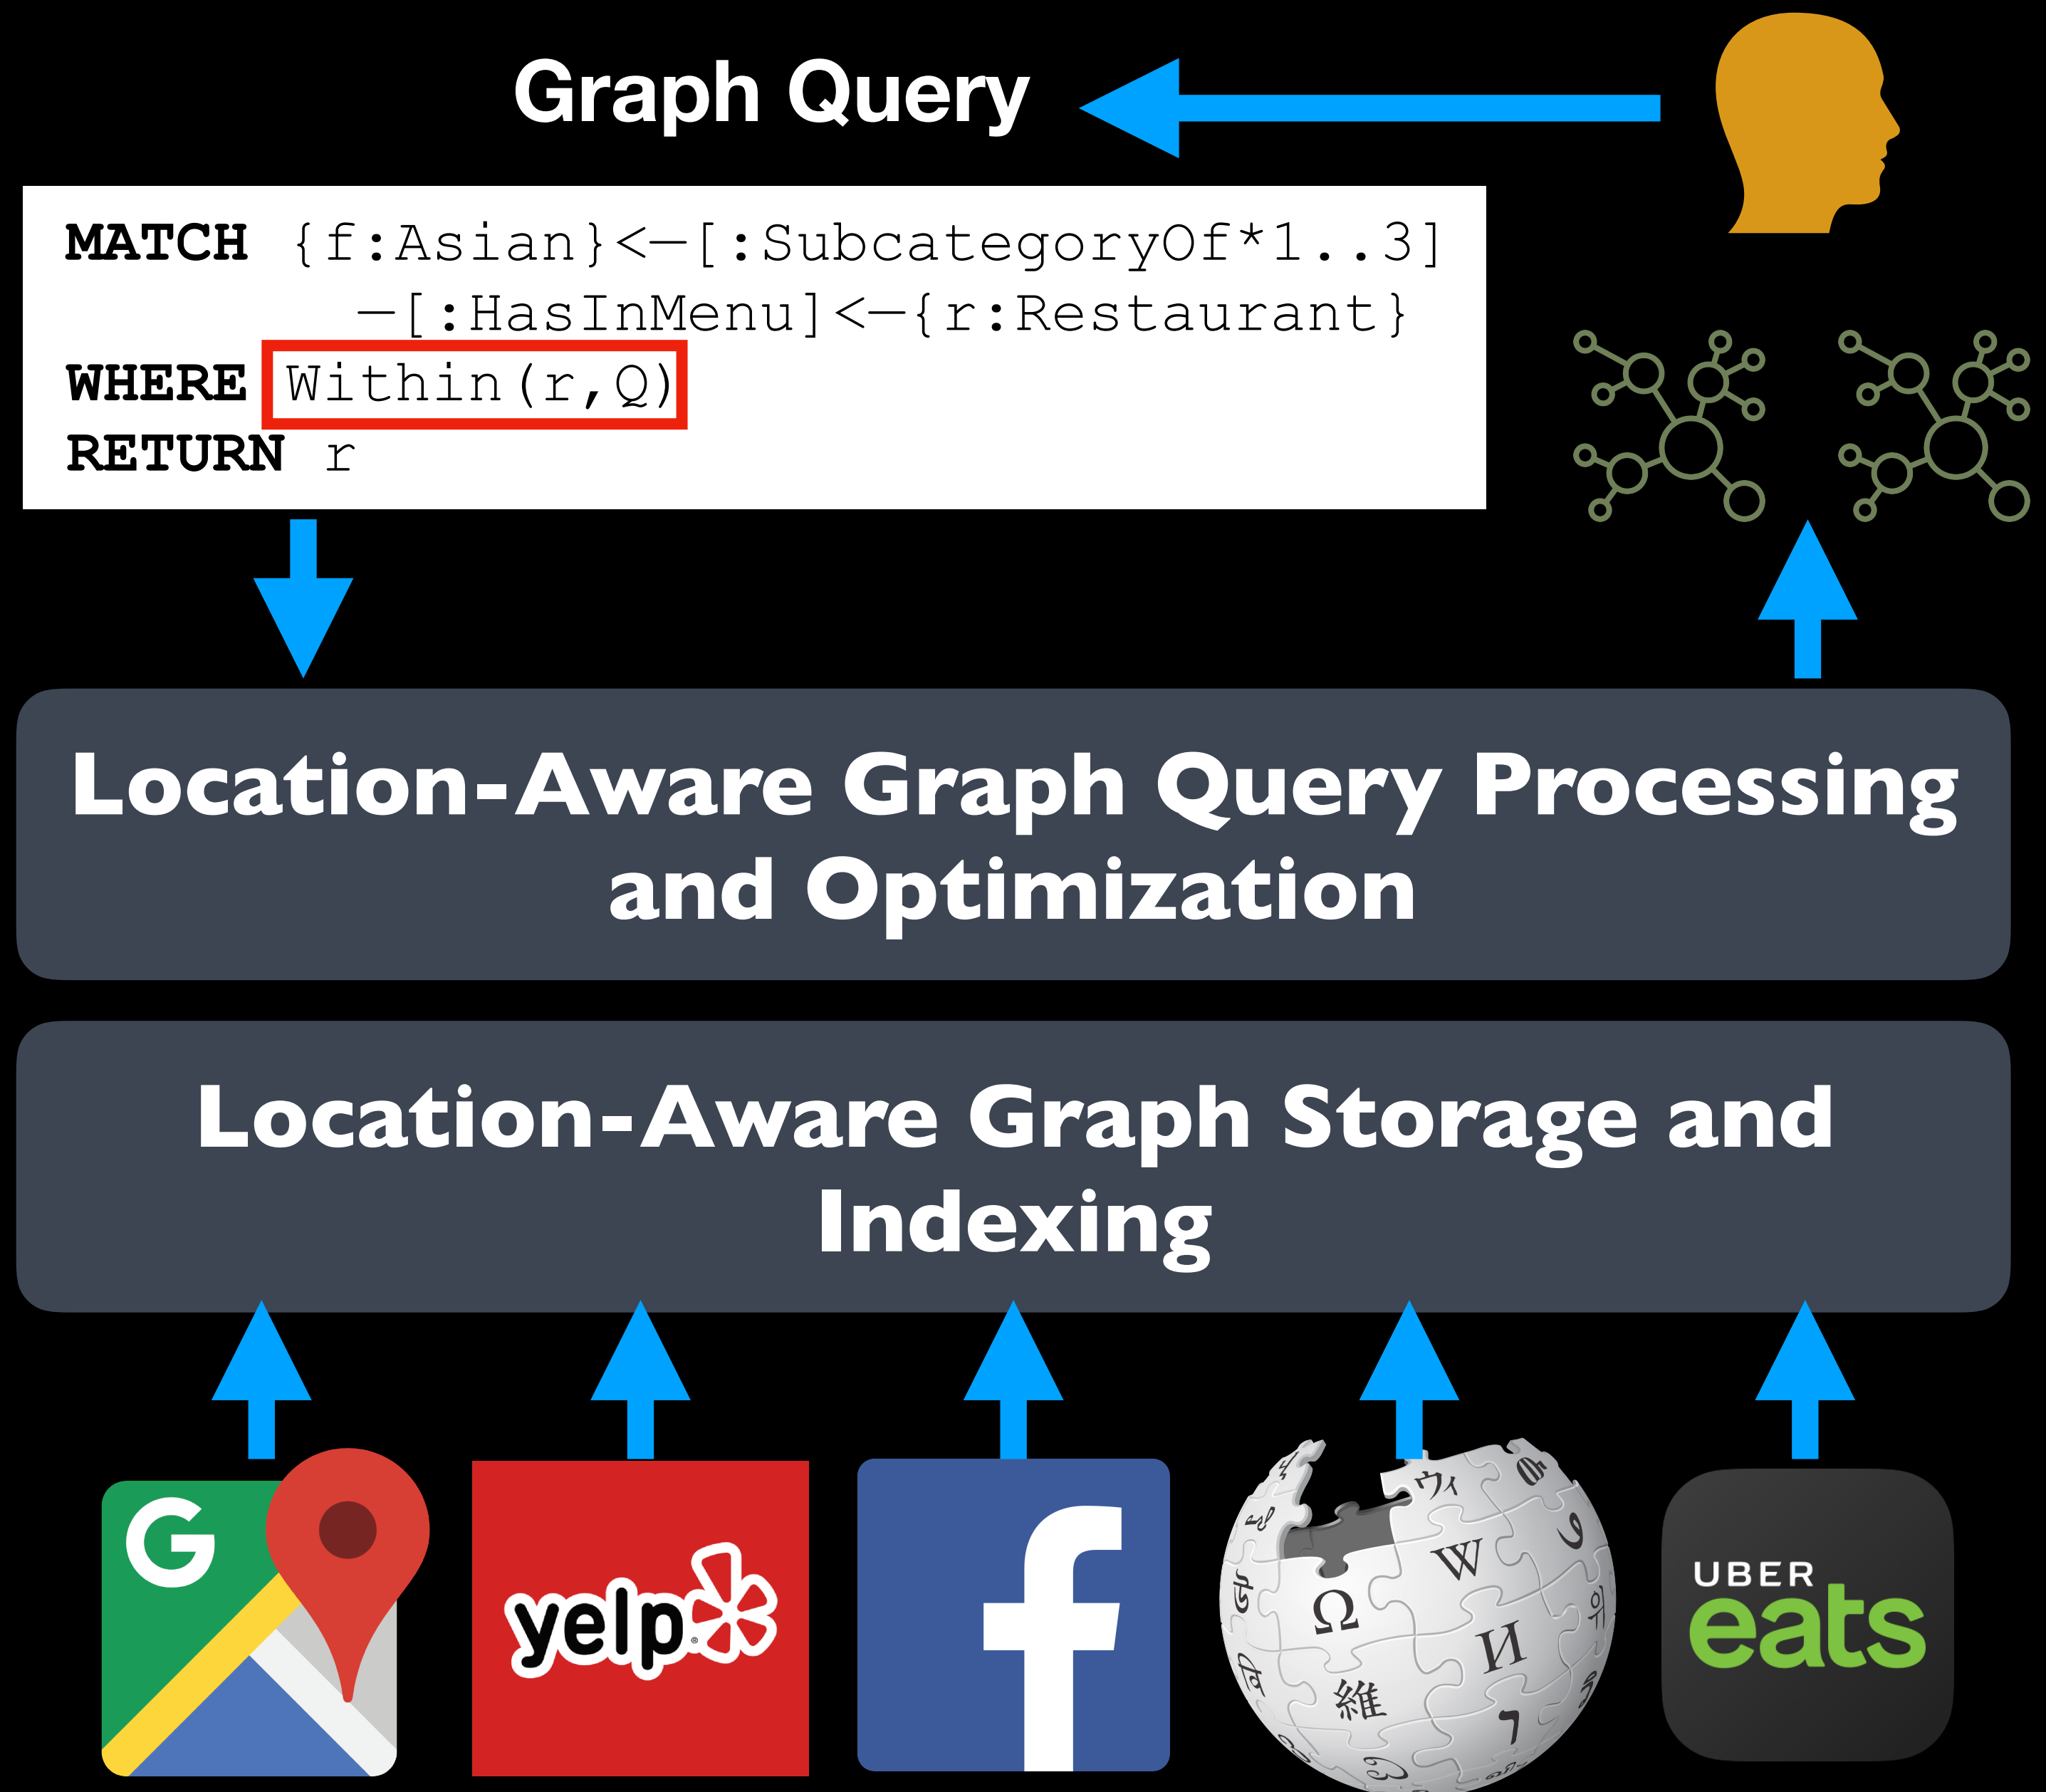 Graph Query
MATCH {f:Asian}<—[:SubcategoryOf*1..3]
—[:HasInMenu]<—{r:Restaurant}
WHERE Within(r,Q)
RETURN r
Location-Aware Graph Query Processing
and Optimization
Location-Aware Graph Storage and
Indexing
G
yelp®
f
W
Ω
И
維
UBER
eats